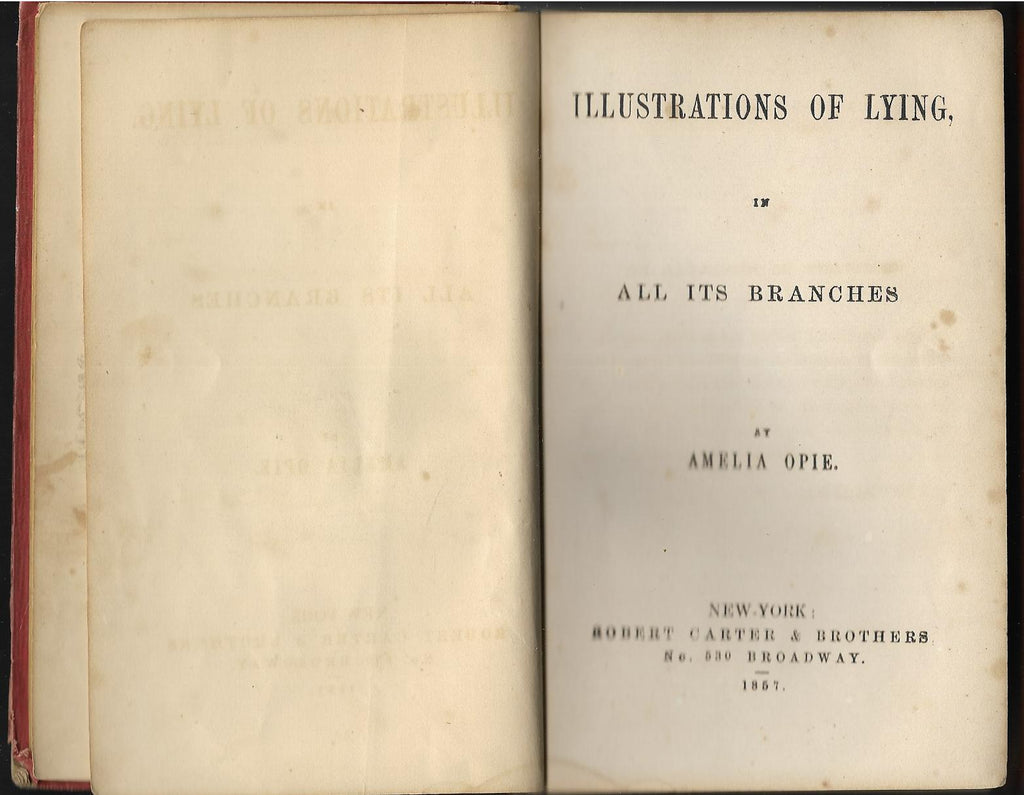 ILLUSTRATIONS OF LYING,
IN
ALL ITS BRANCHES
BY
AMELIA OPIE.
NEW-YORK:
ROBERT CARTER & BROTHERS
No. 530 BROADWAY.
1857.